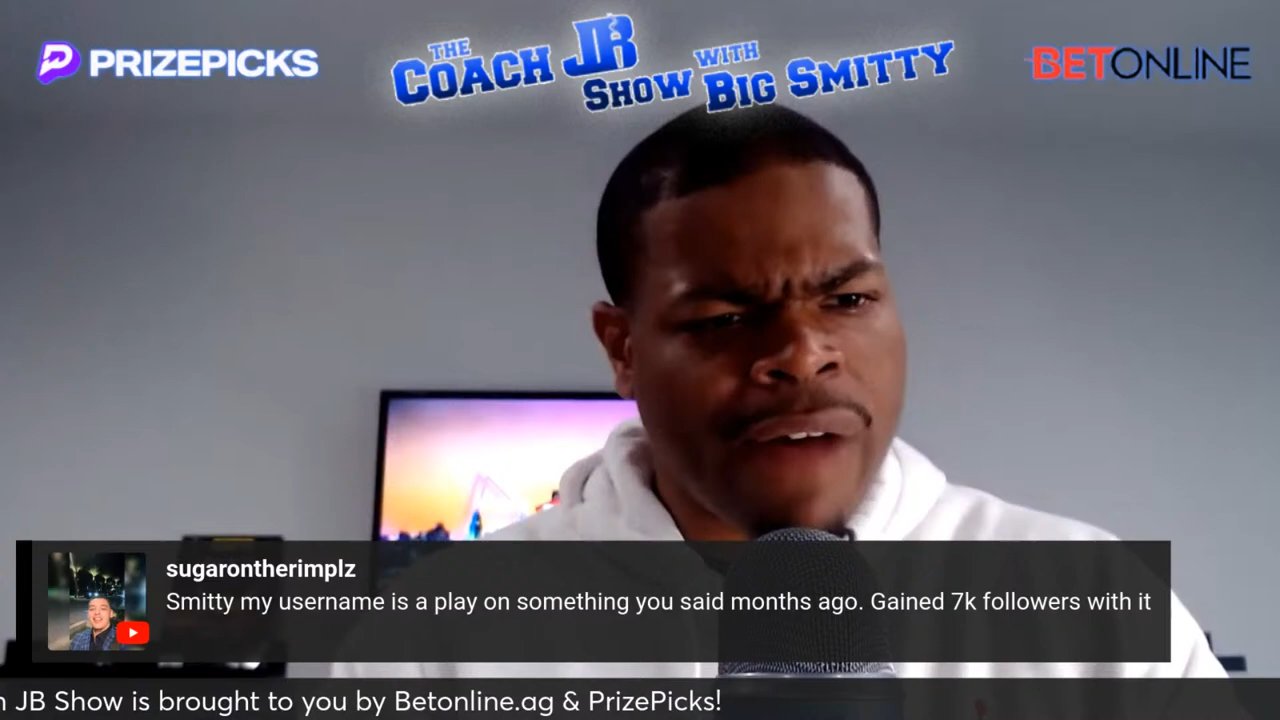 PRIZEPICKS
THE COACH JB SHOW WITH BIG SMITTY
BETONLINE
sugarontherimplz
Smitty my username is a play on something you said months ago. Gained 7k followers with it
JB Show is brought to you by Betonline.ag & PrizePicks!